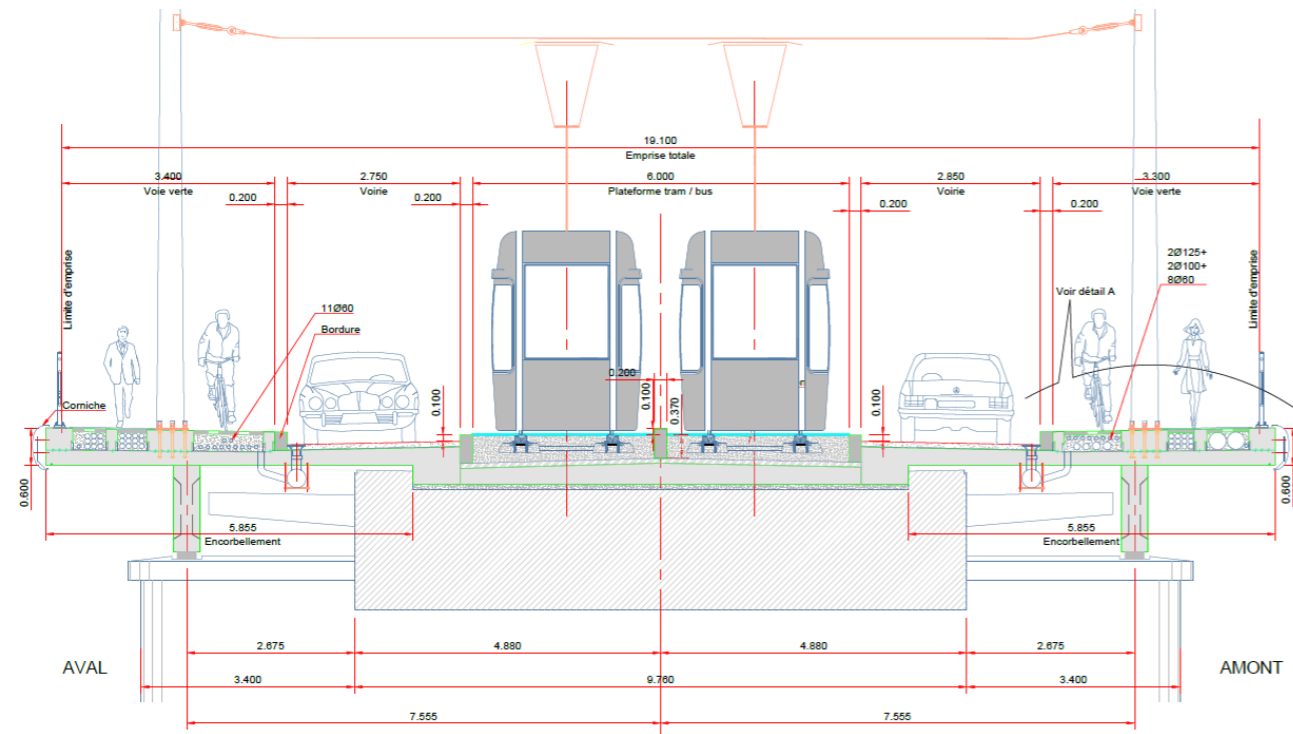 19.100
Emprise totale
3.400
Voie verte
2.750
Voirie
6.000
Plateforme tram / bus
2.850
Voirie
3.300
Voie verte
0.200
0.200
0.200
0.200
Limite d'emprise
Limite d'emprise
2Ø125+
2Ø100+
8Ø60
Voir détail A
11Ø60
Bordure
0.200
Corniche
0.100
0.100
0.370
0.100
0.600
0.600
5.855
Encorbellement
5.855
Encorbellement
AVAL
2.675
4.880
4.880
2.675
AMONT
3.400
9.760
3.400
7.555
7.555